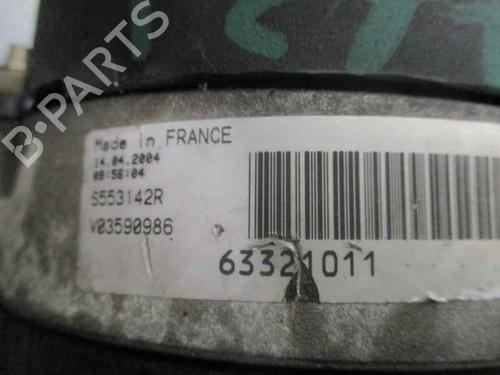 B-PARTS
Made in FRANCE
14.04.2004
08:56:04
S553142R
V03590986
63321011